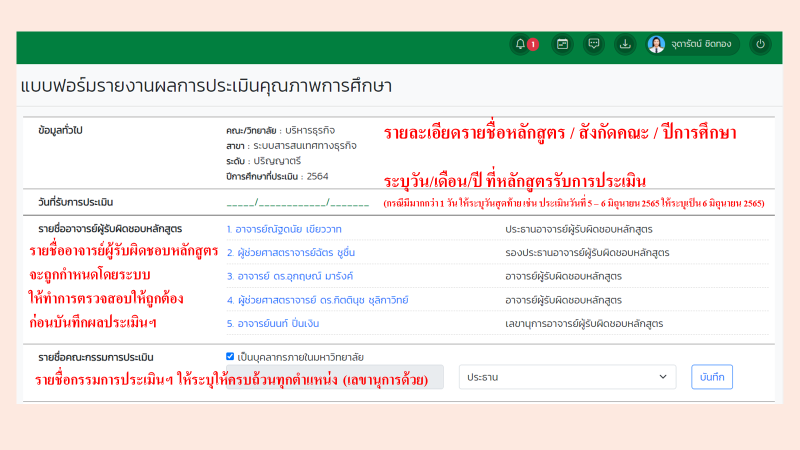 1
จุดารัตน์ ชิดทอง
แบบฟอร์มรายงานผลการประเมินคุณภาพการศึกษา
ข้อมูลทั่วไป
คณะ/วิทยาลัย : บริหารธุรกิจ
สาขา : ระบบสารสนเทศทางธุรกิจ
ระดับ : ปริญญาตรี
ปีการศึกษาที่ประเมิน : 2564
รายละเอียดรายชื่อหลักสูตร / สังกัดคณะ / ปีการศึกษา
ระบุวัน/เดือน/ปี ที่หลักสูตรรับการประเมิน
วันที่รับการประเมิน
_____/____________/_______
(กรณีมีมากกว่า 1 วัน ให้ระบุวันสุดท้าย เช่น ประเมินวันที่ 5 – 6 มิถุนายน 2565 ให้ระบุเป็น 6 มิถุนายน 2565)
รายชื่ออาจารย์ผู้รับผิดชอบหลักสูตร
รายชื่ออาจารย์ผู้รับผิดชอบหลักสูตร
จะถูกกำหนดโดยระบบ
ให้ทำการตรวจสอบให้ถูกต้อง
ก่อนบันทึกผลประเมินฯ
1. อาจารย์ณัฐดนัย เขียววาท ประธานอาจารย์ผู้รับผิดชอบหลักสูตร
2. ผู้ช่วยศาสตราจารย์ฉัตร ชูชื่น รองประธานอาจารย์ผู้รับผิดชอบหลักสูตร
3. อาจารย์ ดร.อุกฤษณ์ มารังค์ อาจารย์ผู้รับผิดชอบหลักสูตร
4. ผู้ช่วยศาสตราจารย์ ดร.กิตตินุช ชุลิกาวิทย์ อาจารย์ผู้รับผิดชอบหลักสูตร
5. อาจารย์นนท์ ปิ่นเงิน เลขานุการอาจารย์ผู้รับผิดชอบหลักสูตร
รายชื่อคณะกรรมการประเมิน
เป็นบุคลากรภายในมหาวิทยาลัย
รายชื่อกรรมการประเมินฯ ให้ระบุให้ครบถ้วนทุกตำแหน่ง (เลขานุการด้วย)
ประธาน
บันทึก